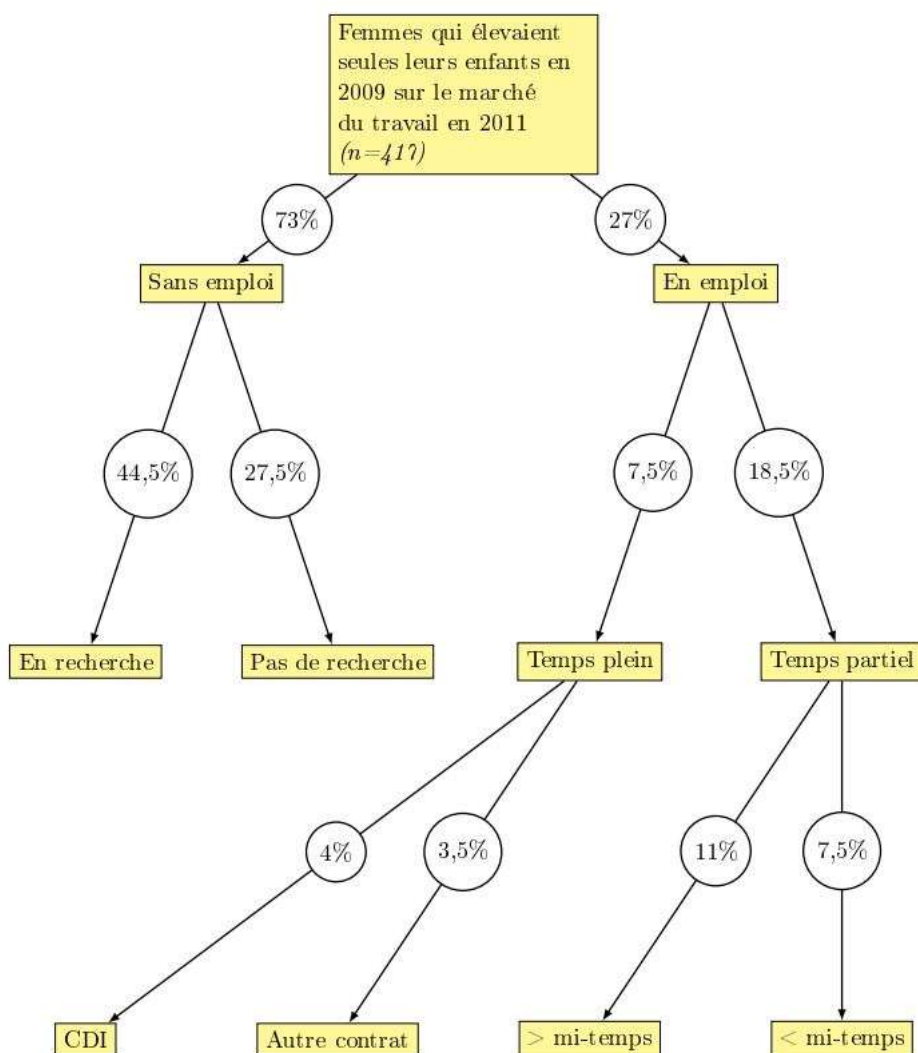 Femmes qui élevaient
seules leurs enfants en
2009 sur le marché
du travail en 2011
(n=417)
73%
27%
Sans emploi
En emploi
44,5%
27,5%
7,5%
18,5%
En recherche
Pas de recherche
Temps plein
Temps partiel
4%
3,5%
11%
7,5%
CDI
Autre contrat
> mi-temps
< mi-temps